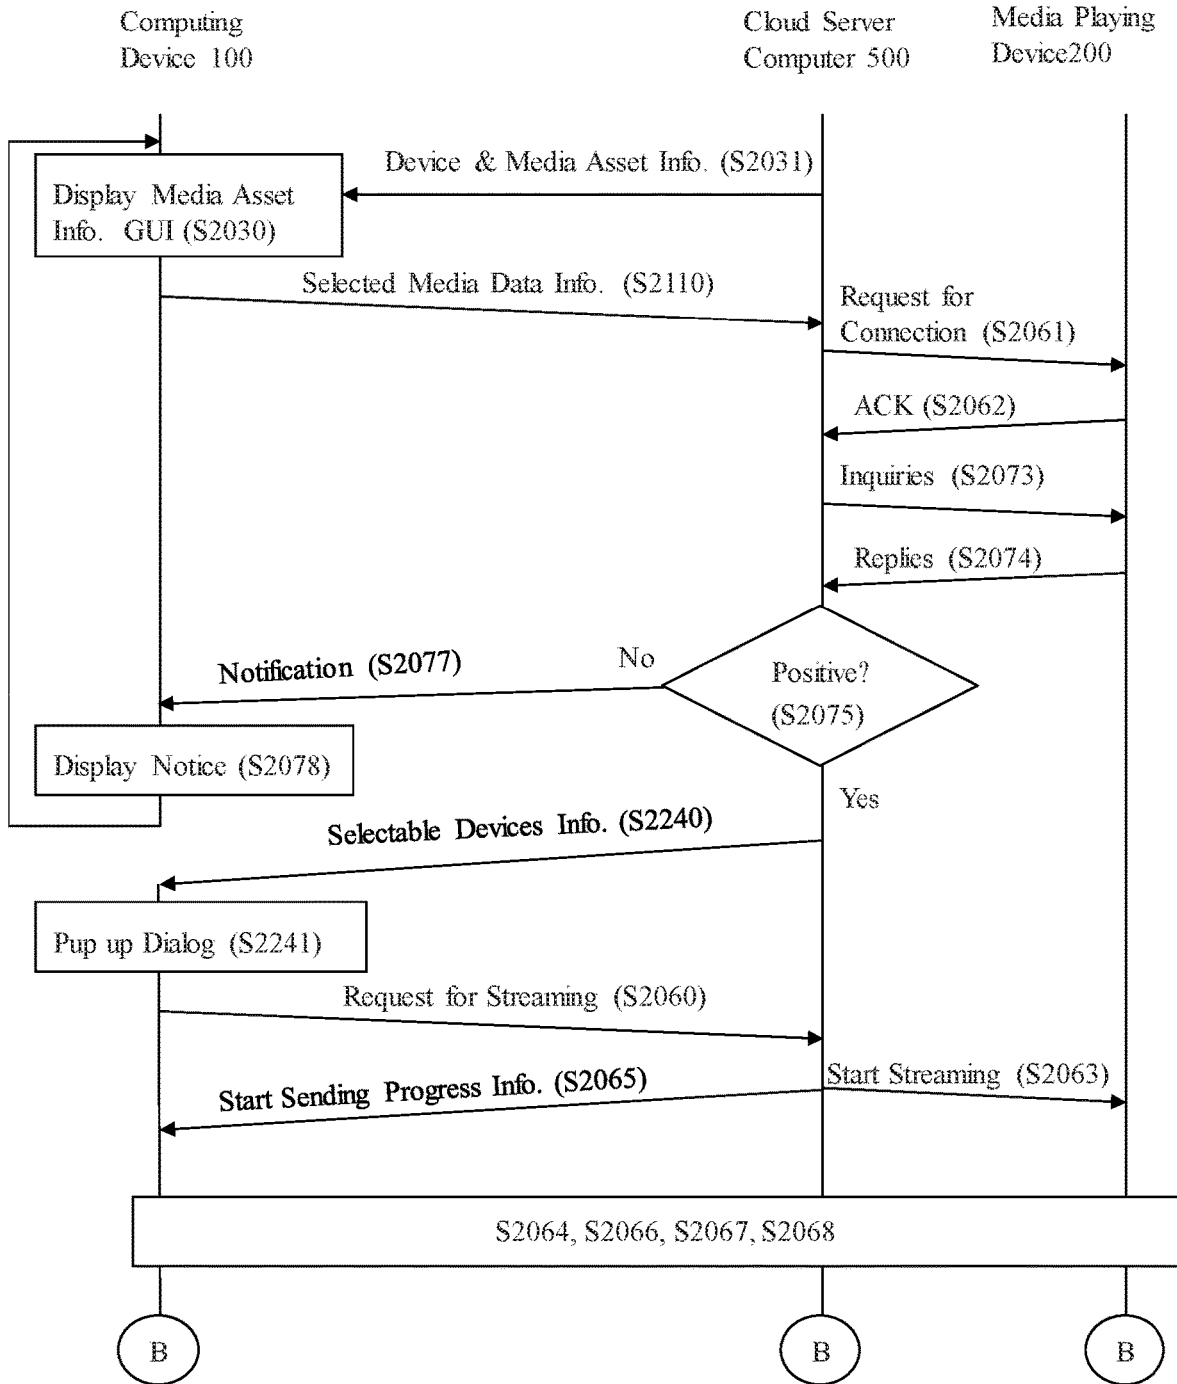 Computing
Device 100
Cloud Server
Computer 500
Media Playing
Device200
Device & Media Asset Info. (S2031)
Display Media Asset
Info. GUI (S2030)
Selected Media Data Info. (S2110)
Request for
Connection (S2061)
ACK (S2062)
Inquiries (S2073)
Replies (S2074)
Notification (S2077)
No
Positive?
(S2075)
Display Notice (S2078)
Yes
Selectable Devices Info. (S2240)
Pup up Dialog (S2241)
Request for Streaming (S2060)
Start Sending Progress Info. (S2065)
Start Streaming (S2063)
S2064, S2066, S2067, S2068
B
B
B